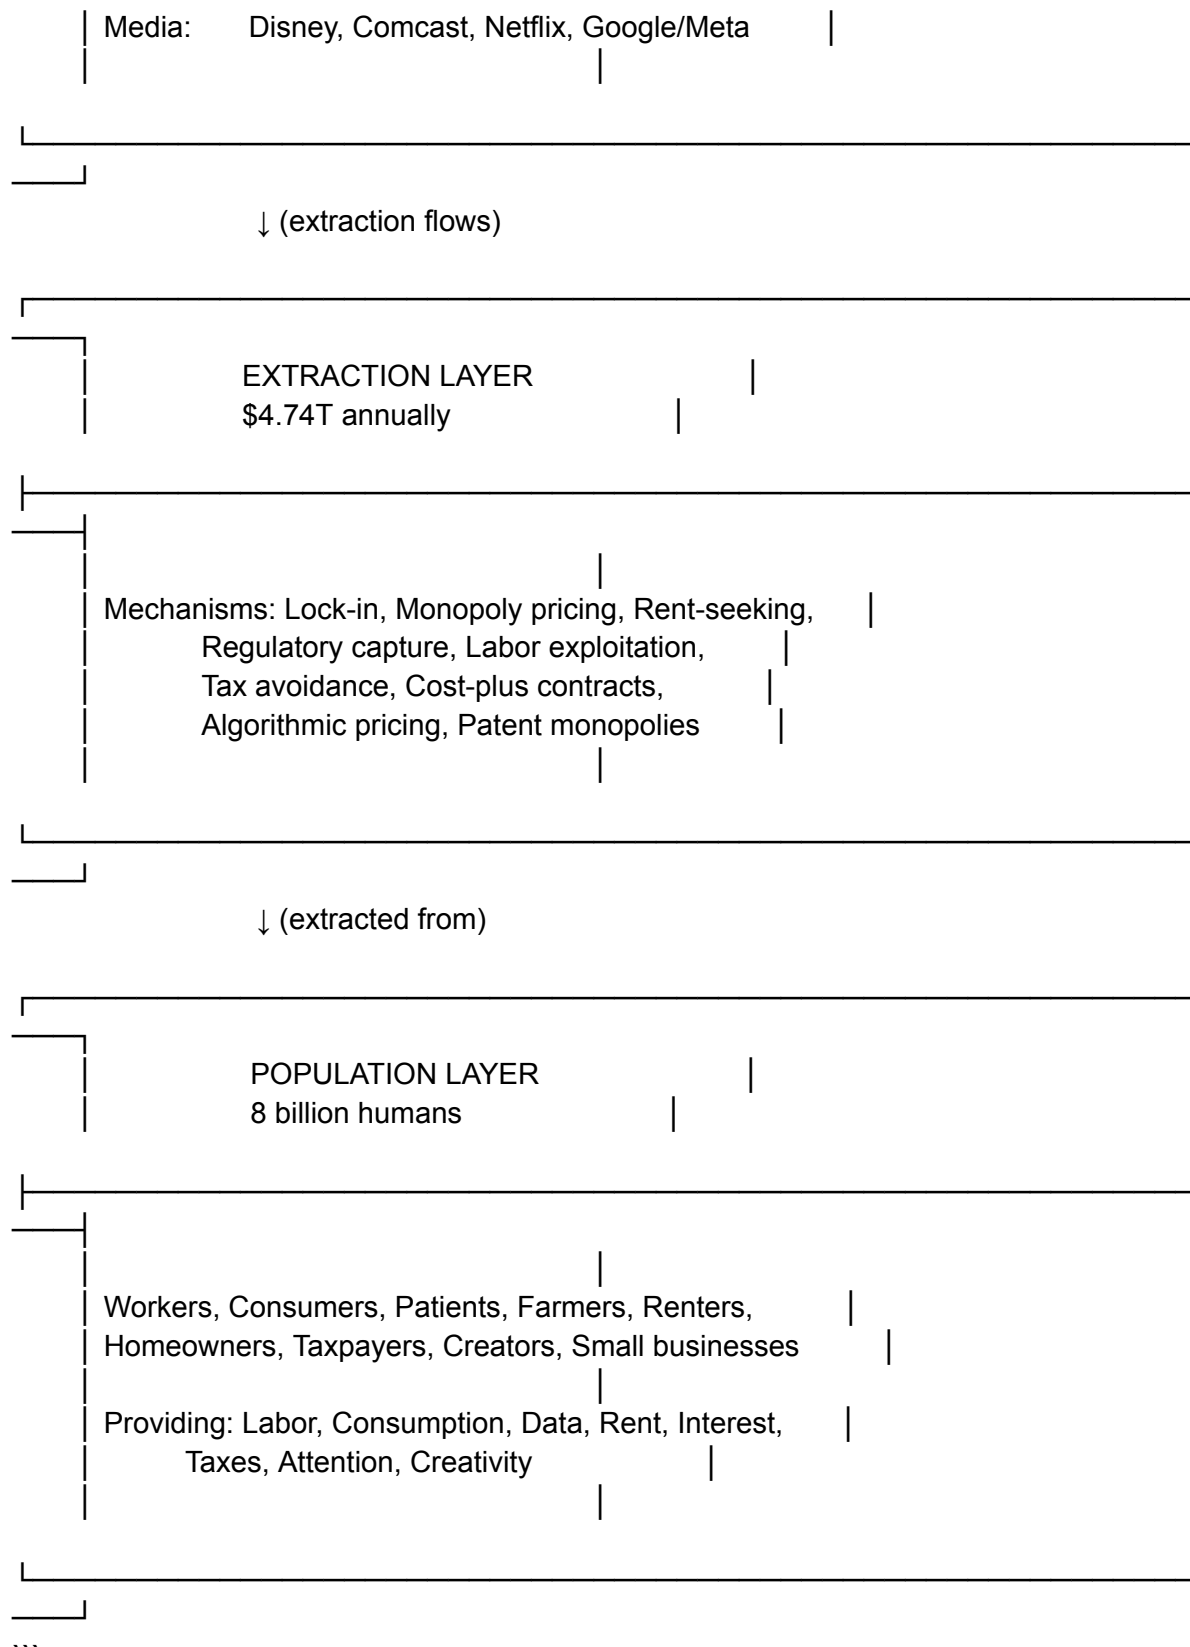 │ Media: Disney, Comcast, Netflix, Google/Meta │
│ │
└─────────────────────────────────────────────────────────
────┘
↓ (extraction flows)
┌─────────────────────────────────────────────────────────
────┐
│ EXTRACTION LAYER │
│ $4.74T annually │
├─────────────────────────────────────────────────────────
────┤
│ │
│ Mechanisms: Lock-in, Monopoly pricing, Rent-seeking, │
│ Regulatory capture, Labor exploitation, │
│ Tax avoidance, Cost-plus contracts, │
│ Algorithmic pricing, Patent monopolies │
│ │
└─────────────────────────────────────────────────────────
────┘
↓ (extracted from)
┌─────────────────────────────────────────────────────────
────┐
│ POPULATION LAYER │
│ 8 billion humans │
├─────────────────────────────────────────────────────────
────┤
│ │
│ Workers, Consumers, Patients, Farmers, Renters, │
│ Homeowners, Taxpayers, Creators, Small businesses │
│ │
│ Providing: Labor, Consumption, Data, Rent, Interest, │
│ Taxes, Attention, Creativity │
│ │
└─────────────────────────────────────────────────────────
────┘
```